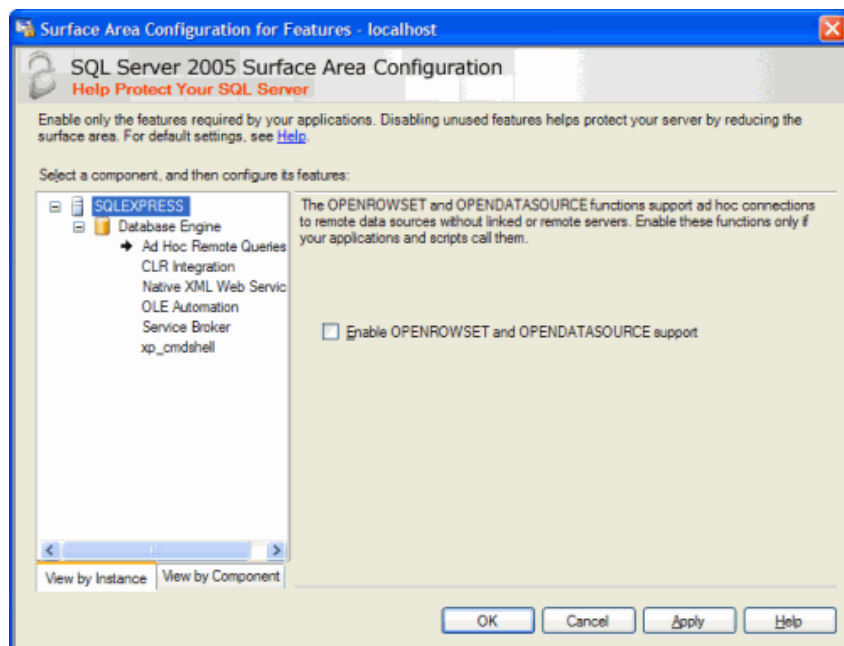 Surface Area Configuration for Features - localhost
SQL Server 2005 Surface Area Configuration
Help Protect Your SQL Server
Enable only the features required by your applications. Disabling unused features helps protect your server by reducing the
surface area. For default settings, see Help.
Select a component, and then configure its features:
SQLEXPRESS
Database Engine
Ad Hoc Remote Queries
CLR Integration
Native XML Web Servic
OLE Automation
Service Broker
xp_cmdshell
The OPENROWSET and OPENDATASOURCE functions support ad hoc connections
to remote data sources without linked or remote servers. Enable these functions only if
your applications and scripts call them.
Enable OPENROWSET and OPENDATASOURCE support
View by Instance
View by Component
OK
Cancel
Apply
Help